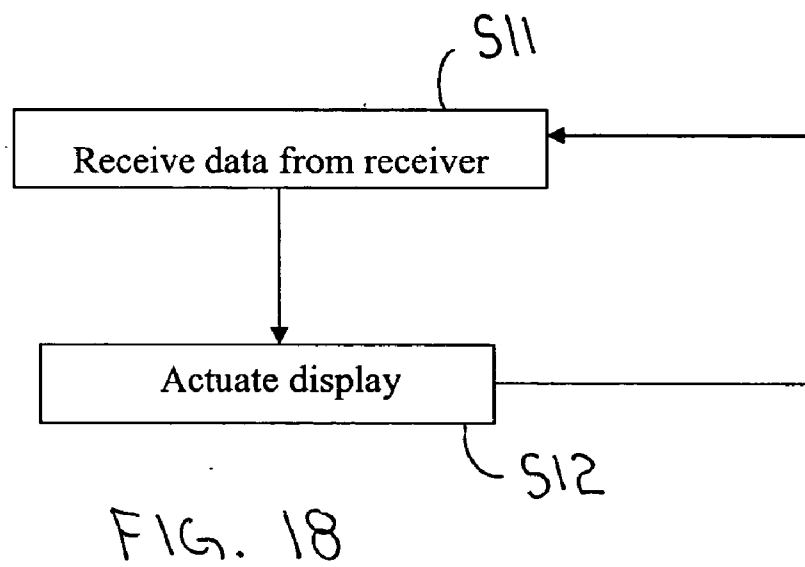 S11
Receive data from receiver
Actuate display
S12
FIG. 18